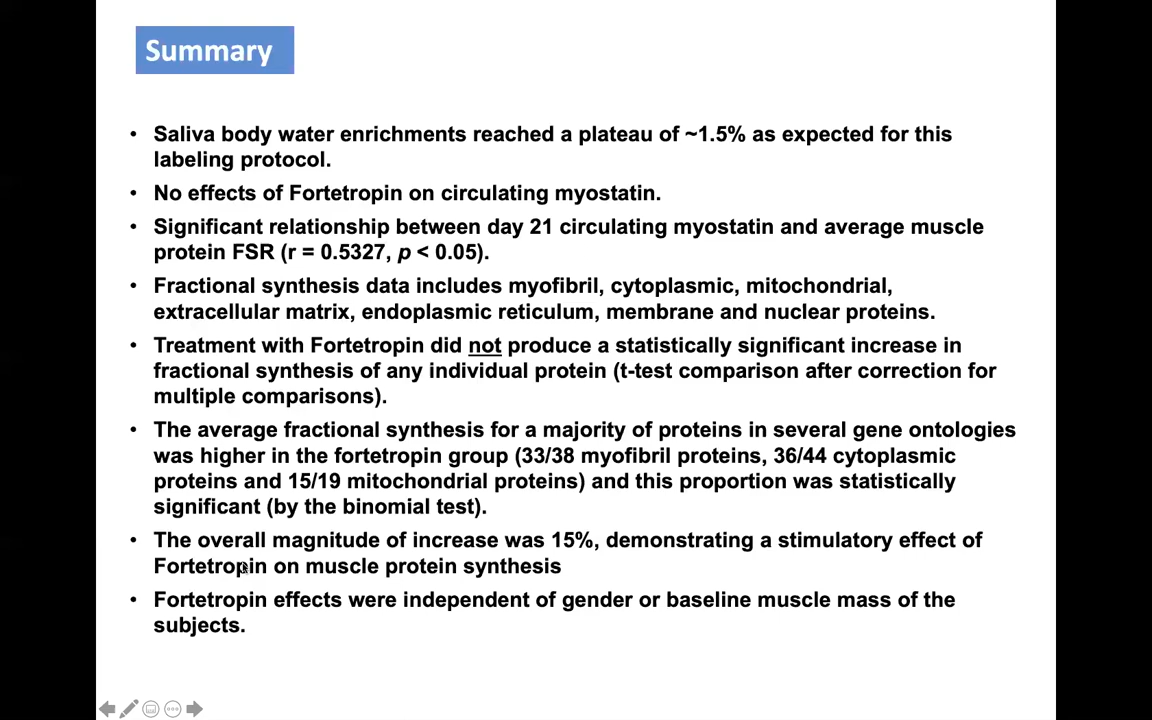 Summary
• Saliva body water enrichments reached a plateau of ~1.5% as expected for this
labeling protocol.
• No effects of Fortetropin on circulating myostatin.
• Significant relationship between day 21 circulating myostatin and average muscle
protein FSR (r = 0.5327, p < 0.05).
• Fractional synthesis data includes myofibril, cytoplasmic, mitochondrial,
extracellular matrix, endoplasmic reticulum, membrane and nuclear proteins.
• Treatment with Fortetropin did not produce a statistically significant increase in
fractional synthesis of any individual protein (t-test comparison after correction for
multiple comparisons).
• The average fractional synthesis for a majority of proteins in several gene ontologies
was higher in the fortetropin group (33/38 myofibril proteins, 36/44 cytoplasmic
proteins and 15/19 mitochondrial proteins) and this proportion was statistically
significant (by the binomial test).
• The overall magnitude of increase was 15%, demonstrating a stimulatory effect of
Fortetropin on muscle protein synthesis
• Fortetropin effects were independent of gender or baseline muscle mass of the
subjects.